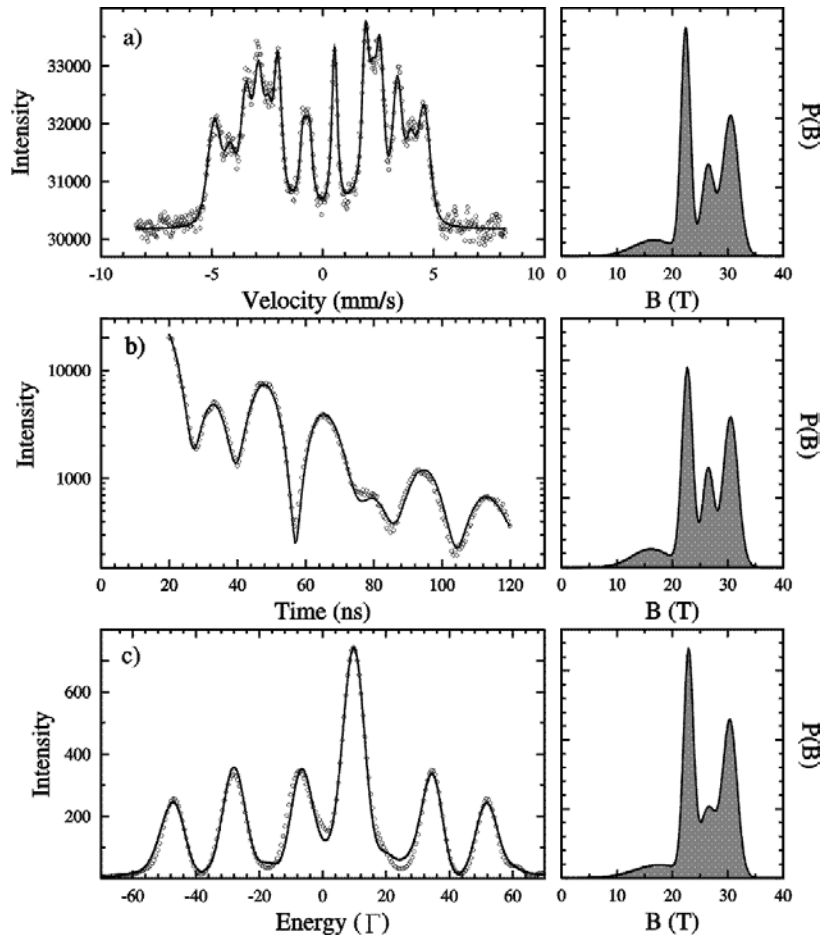 a)
Intensity
33000
32000
31000
30000
-10 -5 0 5 10
Velocity (mm/s)
P(B)
0 10 20 30 40
B (T)
b)
Intensity
10000
1000
0 20 40 60 80 100 120
Time (ns)
P(B)
0 10 20 30 40
B (T)
c)
Intensity
600
400
200
-60 -40 -20 0 20 40 60
Energy (Γ)
P(B)
0 10 20 30 40
B (T)